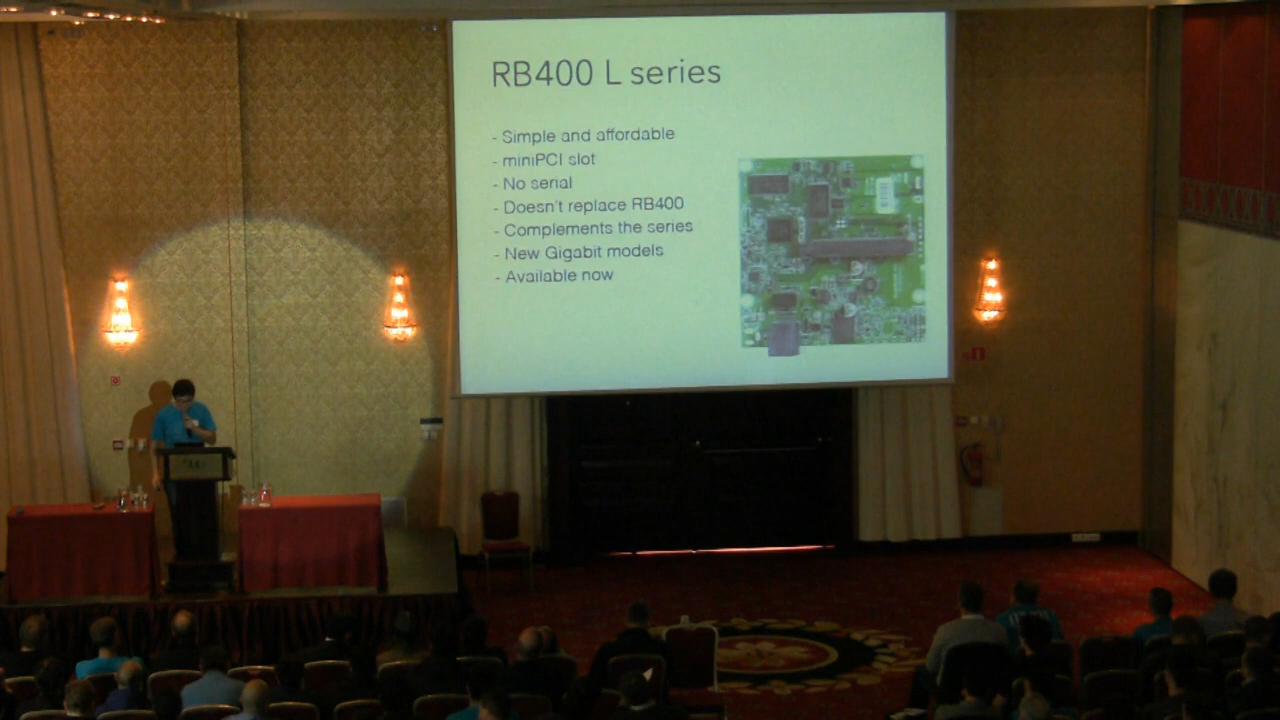 RB400 L series
- Simple and affordable
- miniPCI slot
- No serial
- Doesn't replace RB400
- Complements the series
- New Gigabit models
- Available now